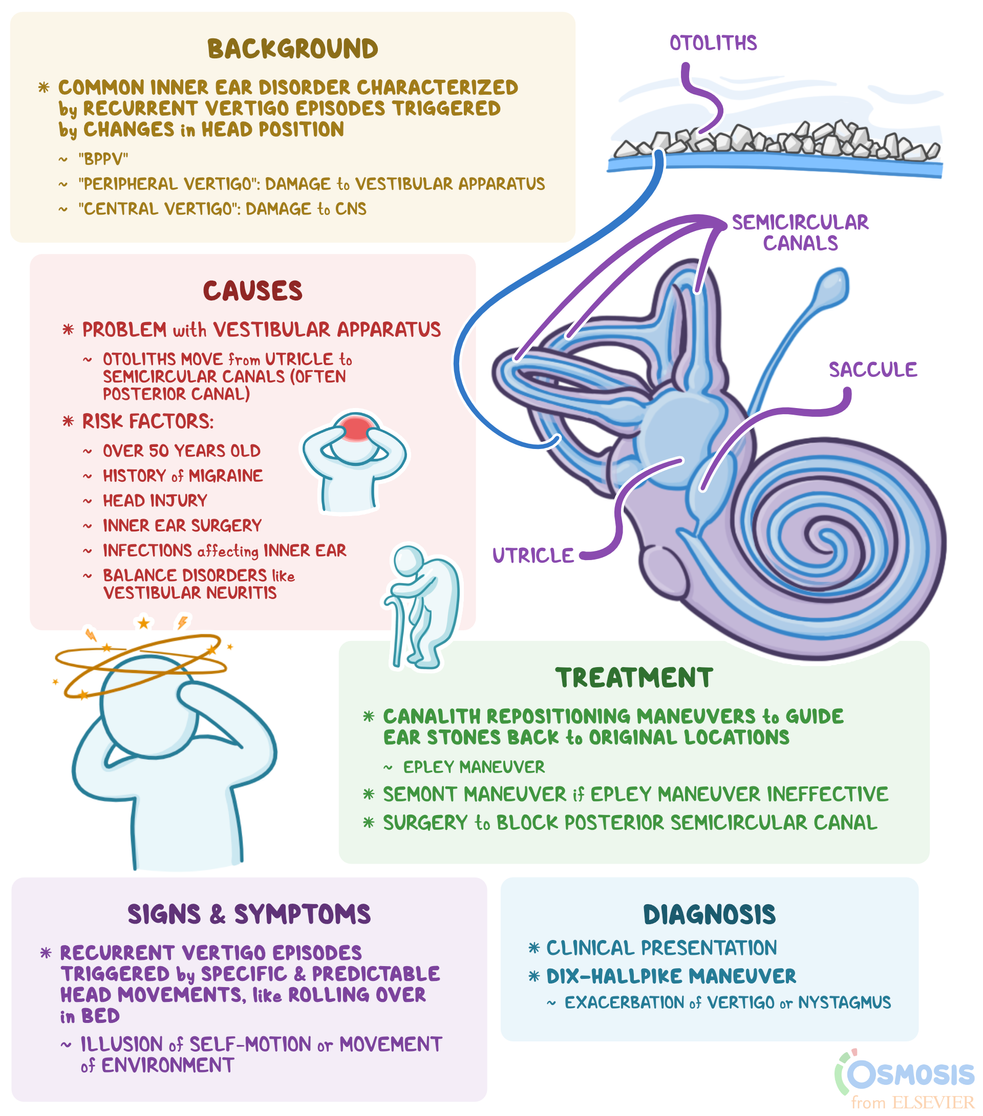 BACKGROUND
* COMMON INNER EAR DISORDER CHARACTERIZED
by RECURRENT VERTIGO EPISODES TRIGGERED
by CHANGES in HEAD POSITION
~ "BPPV"
~ "PERIPHERAL VERTIGO": DAMAGE to VESTIBULAR APPARATUS
~ "CENTRAL VERTIGO": DAMAGE to CNS
OTOLITHS
SEMICIRCULAR
CANALS
SACCULE
UTRICLE
CAUSES
* PROBLEM with VESTIBULAR APPARATUS
~ OTOLITHS MOVE from UTRICLE to
SEMICIRCULAR CANALS (OFTEN
POSTERIOR CANAL)
* RISK FACTORS:
~ OVER 50 YEARS OLD
~ HISTORY of MIGRAINE
~ HEAD INJURY
~ INNER EAR SURGERY
~ INFECTIONS affecting INNER EAR
~ BALANCE DISORDERS like
VESTIBULAR NEURITIS
TREATMENT
* CANALITH REPOSITIONING MANEUVERS to GUIDE
EAR STONES BACK to ORIGINAL LOCATIONS
~ EPLEY MANEUVER
* SEMONT MANEUVER if EPLEY MANEUVER INEFFECTIVE
* SURGERY to BLOCK POSTERIOR SEMICIRCULAR CANAL
SIGNS & SYMPTOMS
* RECURRENT VERTIGO EPISODES
TRIGGERED by SPECIFIC & PREDICTABLE
HEAD MOVEMENTS, like ROLLING OVER
in BED
~ ILLUSION of SELF-MOTION or MOVEMENT
of ENVIRONMENT
DIAGNOSIS
* CLINICAL PRESENTATION
* DIX-HALLPIKE MANEUVER
~ EXACERBATION of VERTIGO or NYSTAGMUS
OSMOSIS
from ELSEVIER